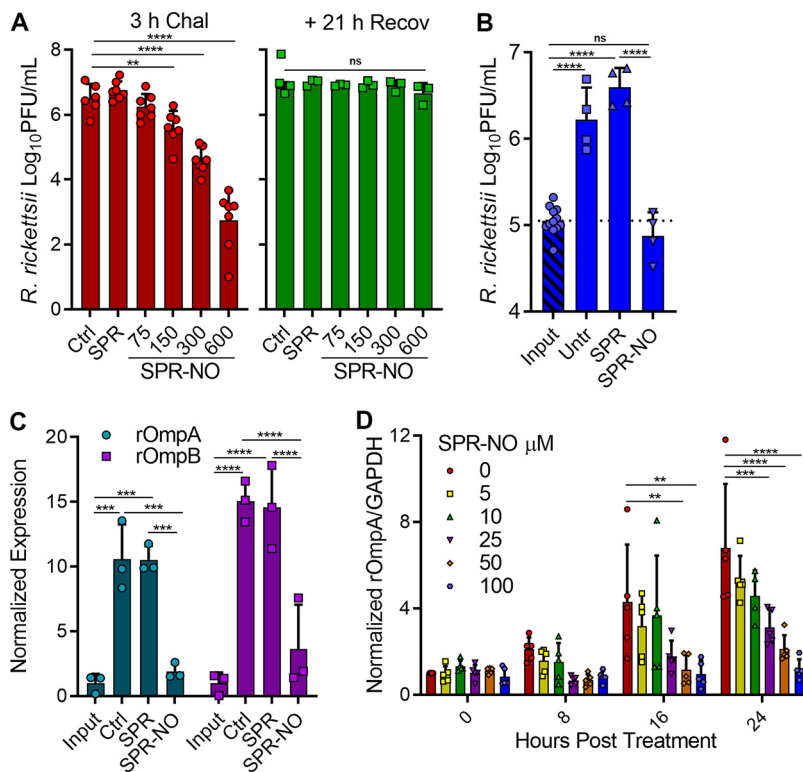 A
3 h Chal
+ 21 h Recov
R. rickettsii Log10PFU/mL
8
6
4
2
0
****
****
**
ns
Ctrl
SPR
75
150
300
600
SPR-NO
Ctrl
SPR
75
150
300
600
SPR-NO
B
R. rickettsii Log10PFU/mL
7
6
5
4
ns
****
****
****
Input
Untr
SPR
SPR-NO
C
rOmpA
rOmpB
Normalized Expression
20
15
10
5
0
***
***
***
***
****
****
****
****
Input
Ctrl
SPR
SPR-NO
Input
Ctrl
SPR
SPR-NO
D
SPR-NO μM
0
5
10
25
50
100
Normalized rOmpA/GAPDH
12
8
4
0
**
**
****
****
***
0
8
16
24
Hours Post Treatment